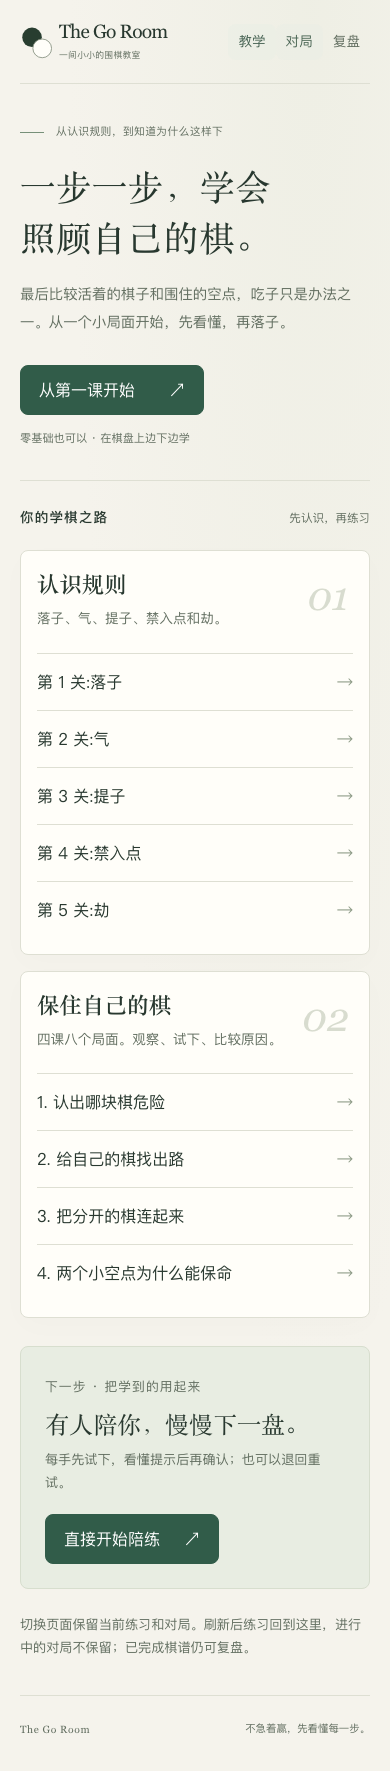 The Go Room
一间小小的围棋教室
教学 对局 复盘
从认识规则，到知道为什么这样下
一步一步，学会
照顾自己的棋。
最后比较活着的棋子和围住的空点，吃子只是办法之
一。从一个小局面开始，先看懂，再落子。
从第一课开始 ↗
零基础也可以 · 在棋盘上边下边学
你的学棋之路 先认识，再练习
认识规则 01
落子、气、提子、禁入点和劫。
第 1 关:落子 →
第 2 关:气 →
第 3 关:提子 →
第 4 关:禁入点 →
第 5 关:劫 →
保住自己的棋 02
四课八个局面。观察、试下、比较原因。
1. 认出哪块棋危险 →
2. 给自己的棋找出路 →
3. 把分开的棋连起来 →
4. 两个小空点为什么能保命 →
下一步 · 把学到的用起来
有人陪你，慢慢下一盘。
每手先试下，看懂提示后再确认；也可以退回重
试。
直接开始陪练 ↗
切换页面保留当前练习和对局。刷新后练习回到这里，进行
中的对局不保留；已完成棋谱仍可复盘。
The Go Room 不急着赢，先看懂每一步。